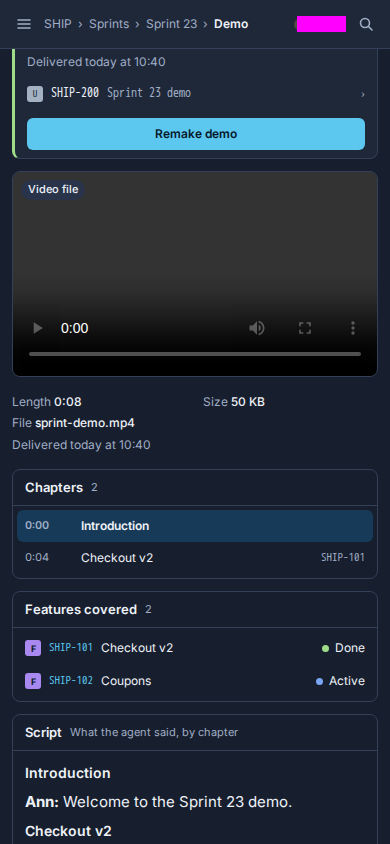 SHIP › Sprints › Sprint 23 › Demo
Delivered today at 10:40
U SHIP-200 Sprint 23 demo ›
Remake demo
Video file
0:00
Length 0:08 Size 50 KB
File sprint-demo.mp4
Delivered today at 10:40
Chapters 2
0:00 Introduction
0:04 Checkout v2 SHIP-101
Features covered 2
F SHIP-101 Checkout v2 Done
F SHIP-102 Coupons Active
Script What the agent said, by chapter
Introduction
Ann: Welcome to the Sprint 23 demo.
Checkout v2